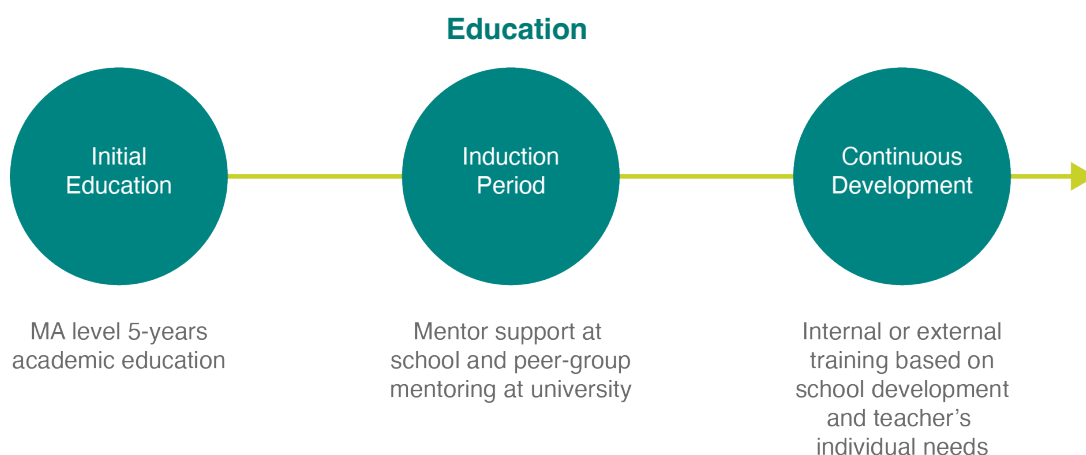 Education
Initial
Education
Induction
Period
Continuous
Development
MA level 5-years
academic education
Mentor support at
school and peer-group
mentoring at university
Internal or external
training based on
school development
and teacher's
individual needs